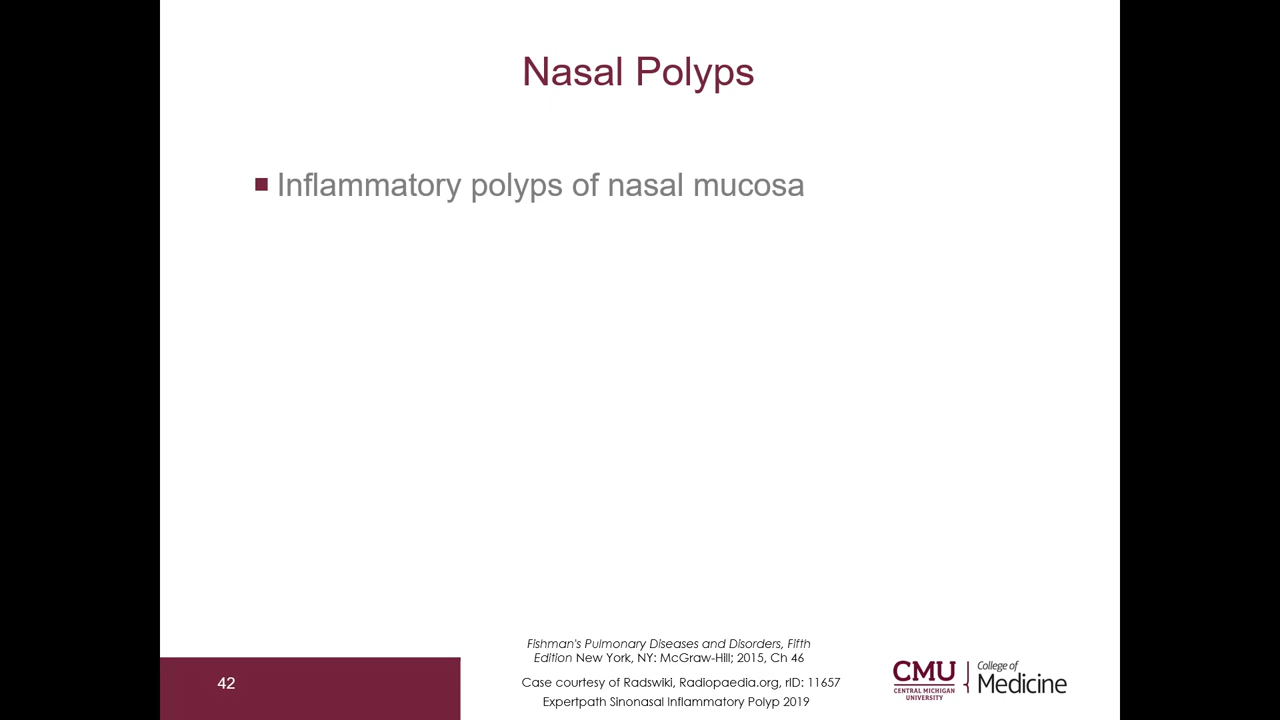 Nasal Polyps
Inflammatory polyps of nasal mucosa
Fishman's Pulmonary Diseases and Disorders, Fifth
Edition New York, NY: McGraw-Hill; 2015, Ch 46
Case courtesy of Radswiki, Radiopaedia.org, rID: 11657
Expertpath Sinonasal Inflammatory Polyp 2019
42
CMU
CENTRAL MICHIGAN
UNIVERSITY
College of
Medicine